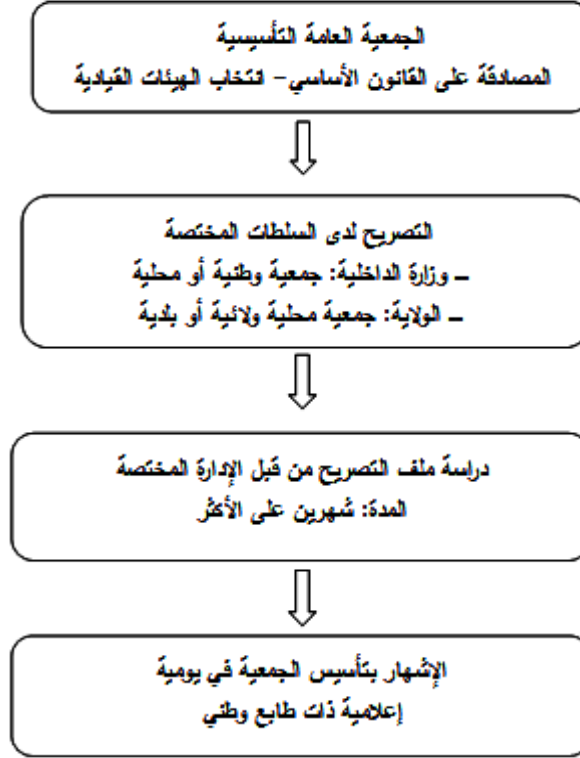 الجمعية العامة التأسيسية
المصادقة على القانون الأساسي- انتخاب الهيئات القيادية
التصريح لدى السلطات المختصة
ـ وزارة الداخلية: جمعية وطنية أو محلية
ـ الولاية: جمعية محلية ولائية أو بلدية
دراسة ملف التصريح من قبل الإدارة المختصة
المدة: شهرين على الأكثر
الإشهار بتأسيس الجمعية في يومية
إعلامية ذات طابع وطني